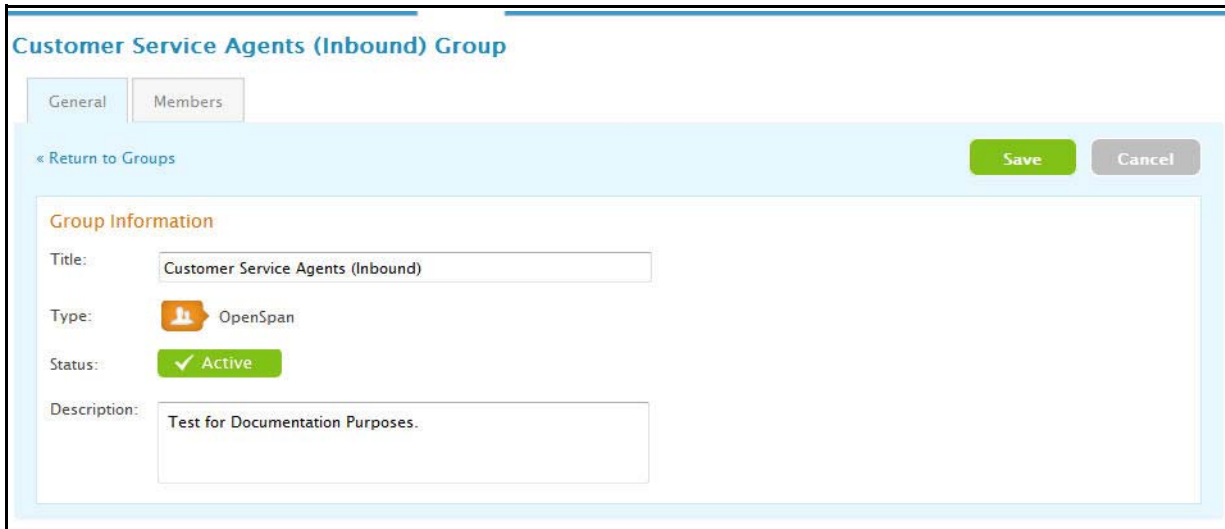 Customer Service Agents (Inbound) Group
General Members
« Return to Groups Save Cancel
Group Information
Title: Customer Service Agents (Inbound)
Type: OpenSpan
Status: Active
Description: Test for Documentation Purposes.